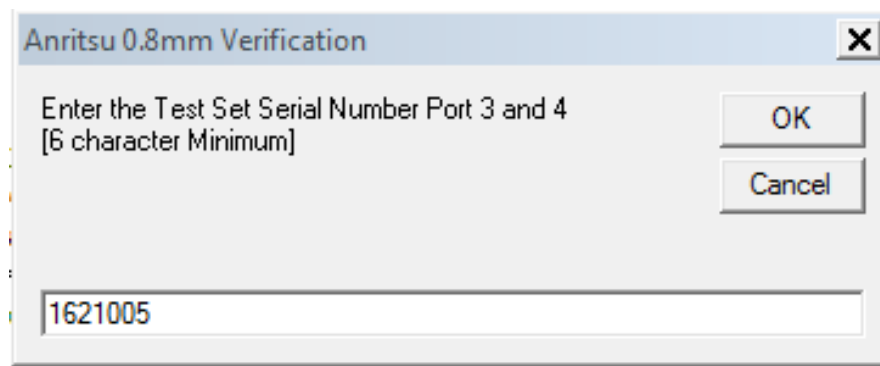 Anritsu 0.8mm Verification
Enter the Test Set Serial Number Port 3 and 4
[6 character Minimum]
OK
Cancel
1621005